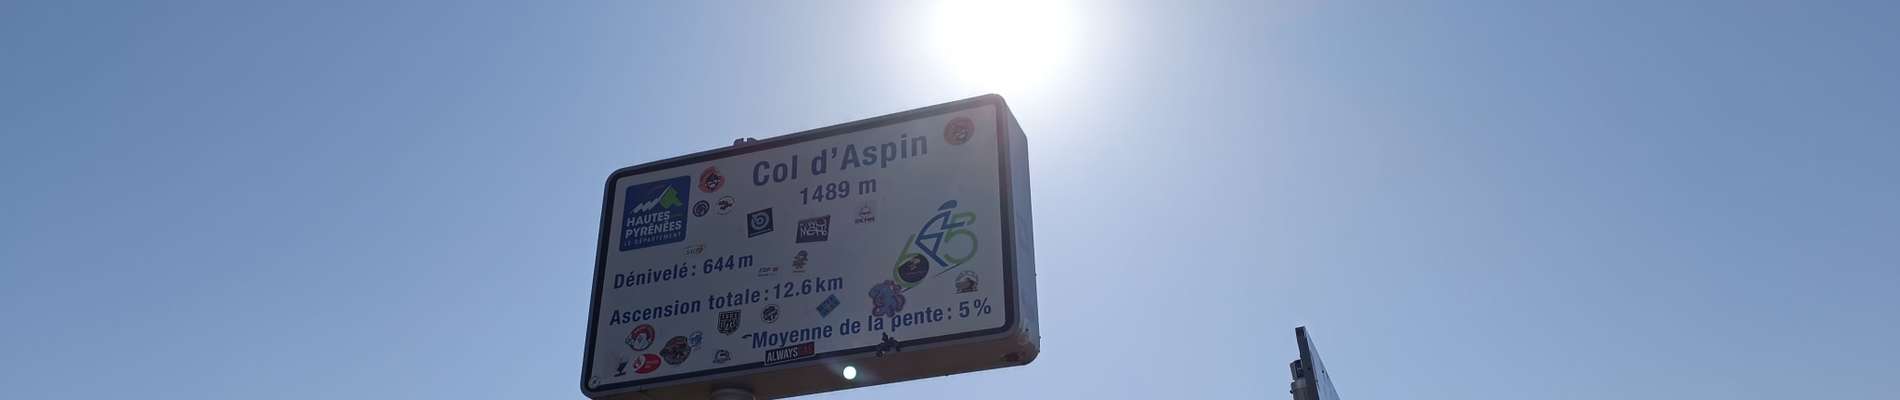 Col d'Aspin
1489 m
HAUTES
PYRÉNÉES
LE DÉPARTEMENT
65
Dénivelé : 644 m
Ascension totale : 12.6 km
Moyenne de la pente : 5 %
ALWAYS